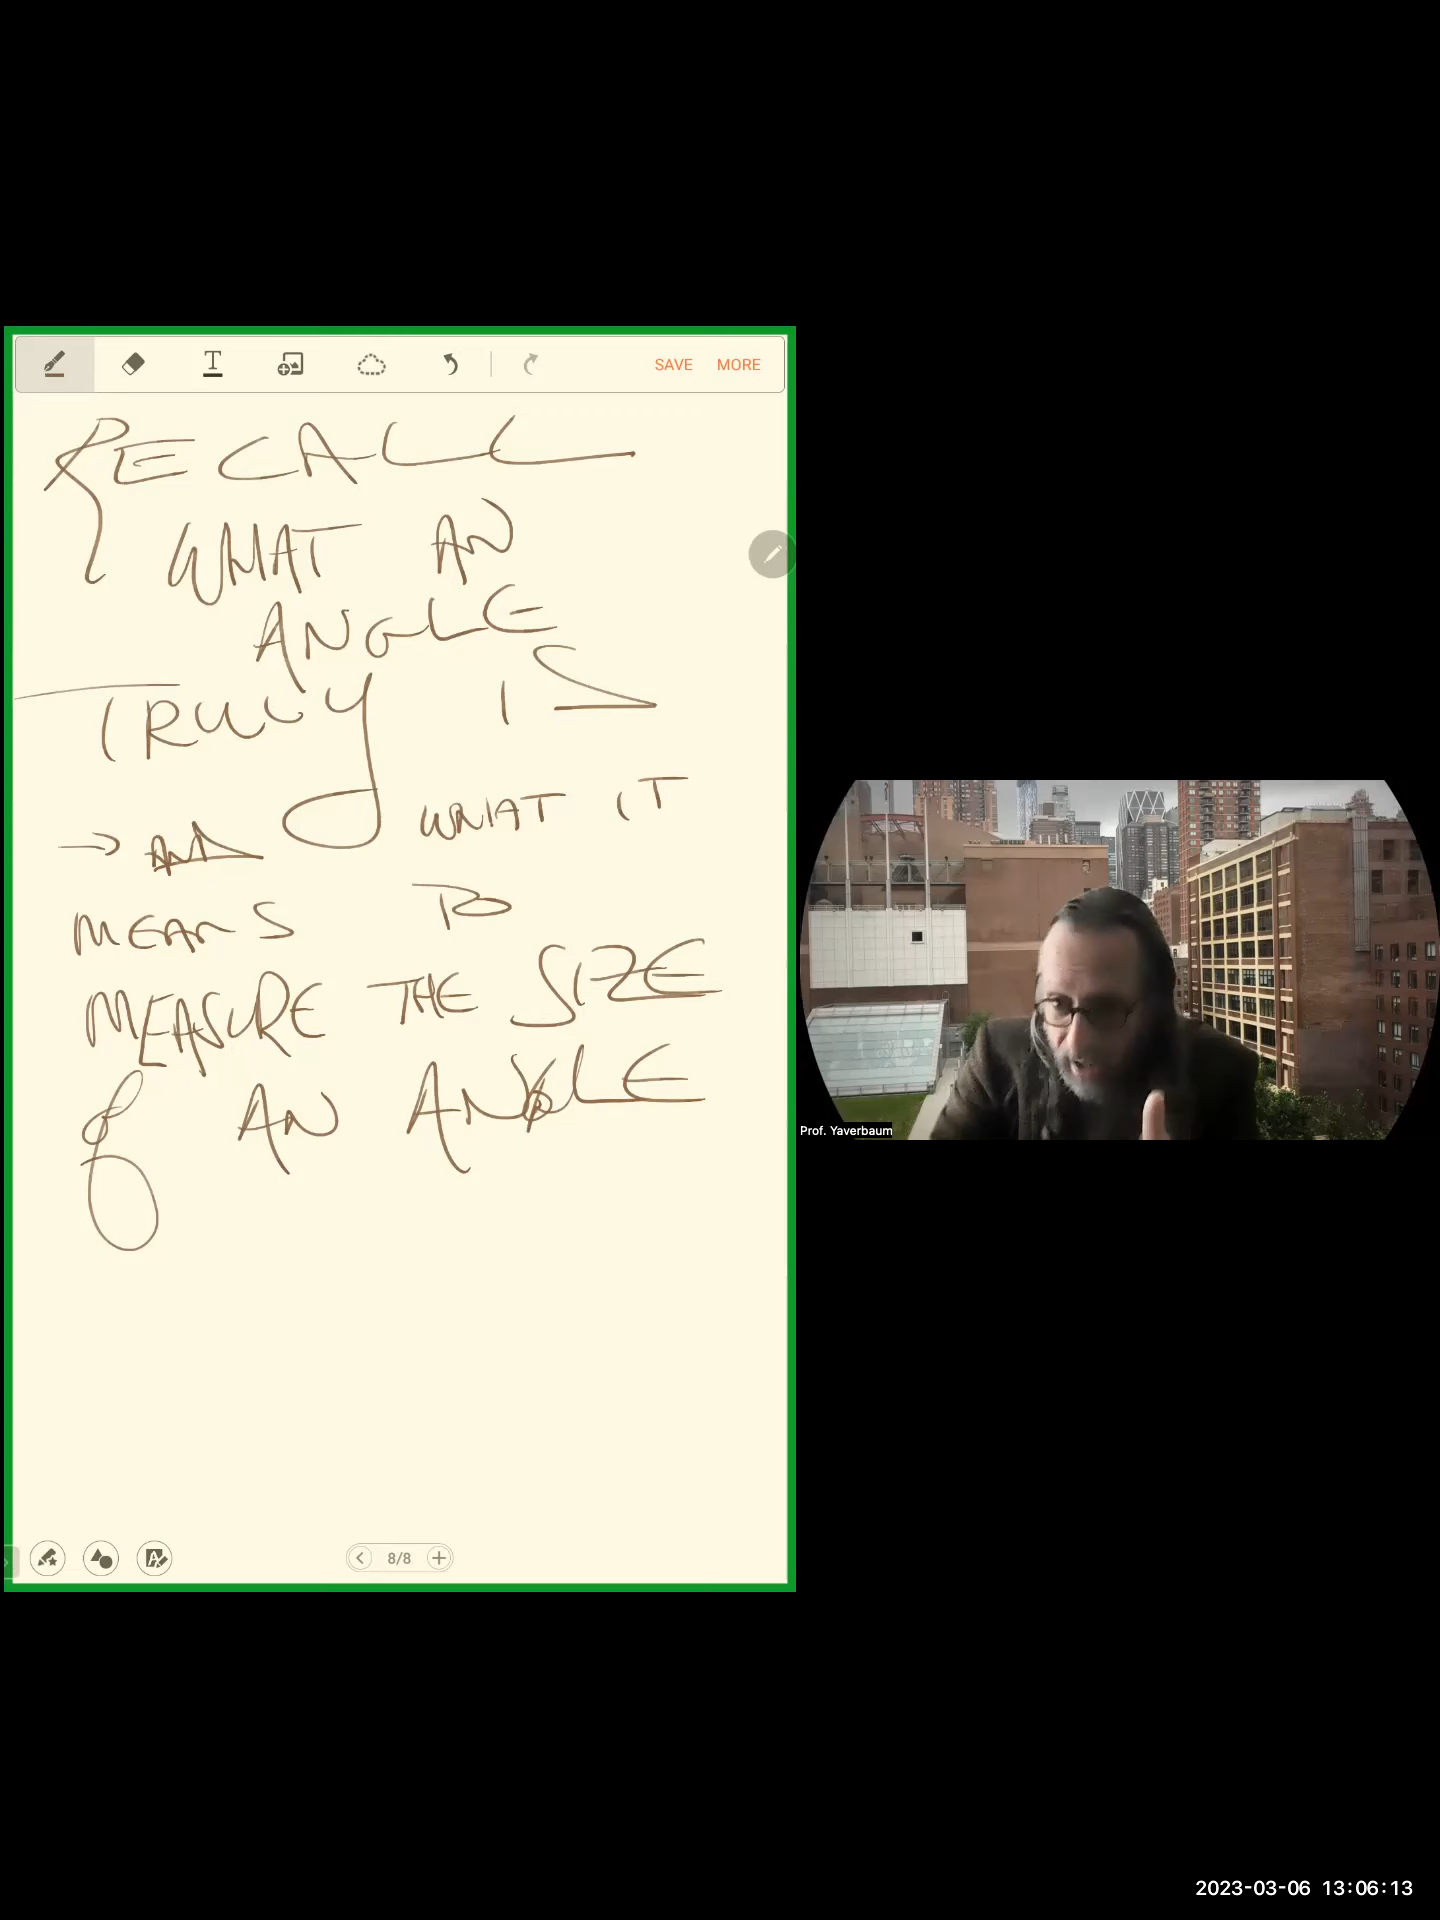 SAVE MORE
RECALL
WHAT AN
ANGLE
TRULY IS
→ AND WHAT IT
MEANS TO
MEASURE THE SIZE
of AN ANGLE
8/8
Prof. Yaverbaum
2023-03-06 13:06:13